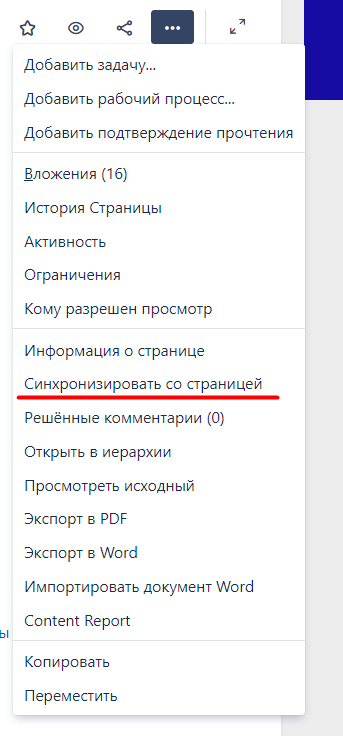 Добавить задачу...
Добавить рабочий процесс...
Добавить подтверждение прочтения
Вложения (16)
История Страницы
Активность
Ограничения
Кому разрешен просмотр
Информация о странице
Синхронизировать со страницей
Решённые комментарии (0)
Открыть в иерархии
Просмотреть исходный
Экспорт в PDF
Экспорт в Word
Импортировать документ Word
Content Report
ы
Копировать
Переместить